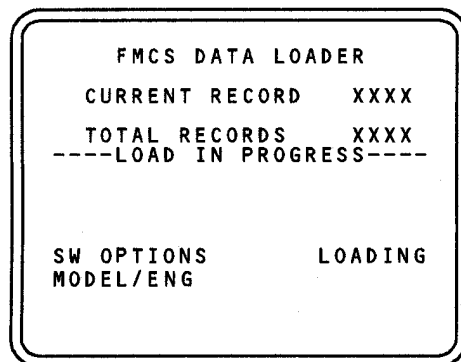 FMCS DATA LOADER
CURRENT RECORD XXXX
TOTAL RECORDS XXXX
----LOAD IN PROGRESS----
SW OPTIONS LOADING
MODEL/ENG